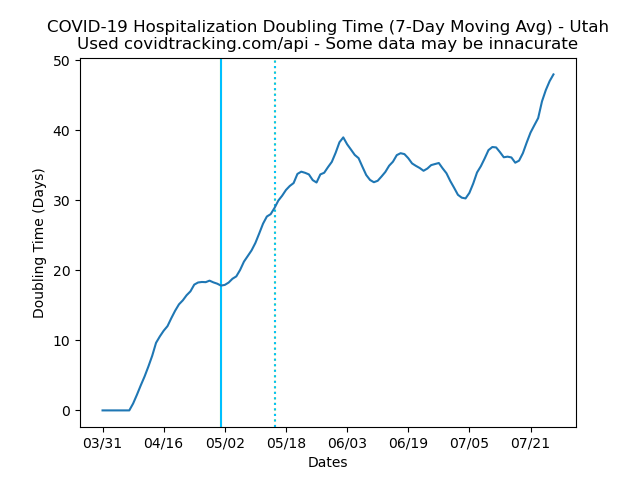 COVID-19 Hospitalization Doubling Time (7-Day Moving Avg) - Utah
Used covidtracking.com/api - Some data may be innacurate
50
40
30
20
10
0
Doubling Time (Days)
03/31 04/16 05/02 05/18 06/03 06/19 07/05 07/21
Dates